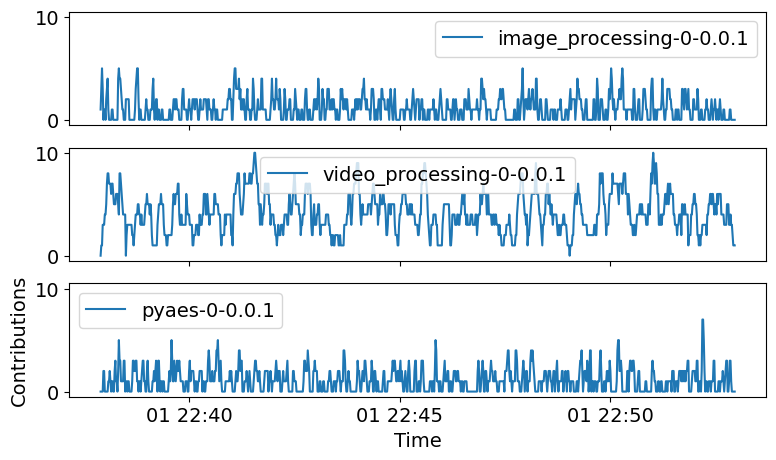 10
image_processing-0-0.0.1
0
10
video_processing-0-0.0.1
0
10
pyaes-0-0.0.1
0
Contributions
01 22:40 01 22:45 01 22:50
Time